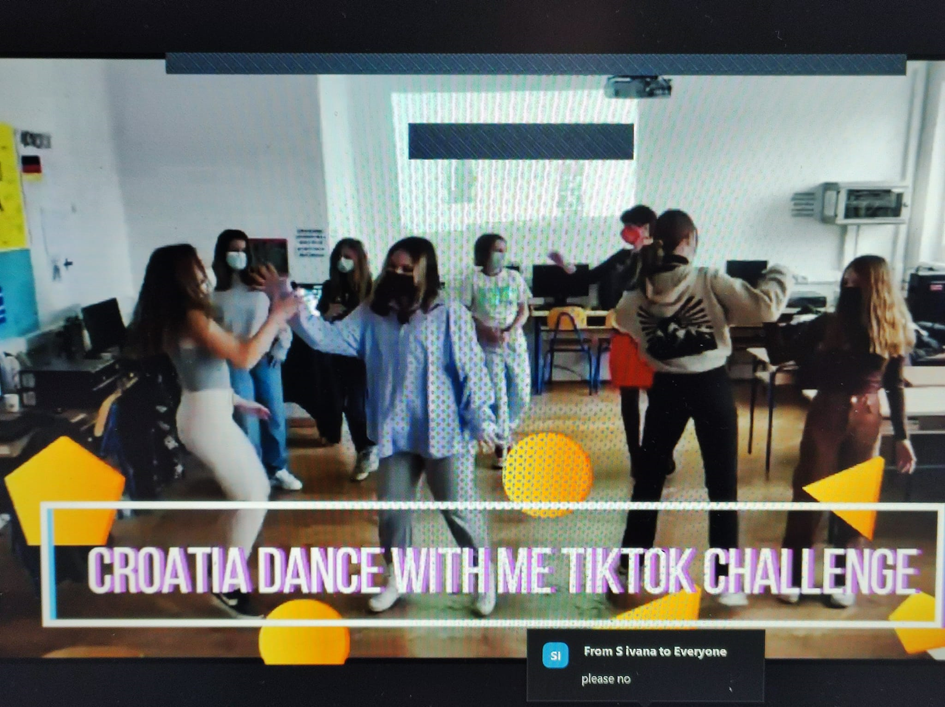 CROATIA DANCE WITH ME TIKTOK CHALLENGE
SI
From S ivana to Everyone
please no